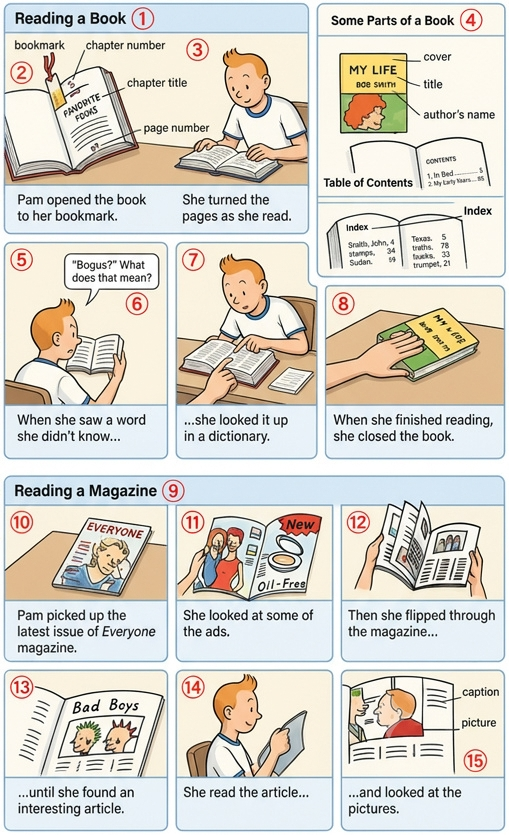 Reading a Book 1
bookmark
chapter number
2
3
chapter title
FAVORITE
FOOKS
page number
Pam opened the book
to her bookmark.
She turned the
pages as she read.
Some Parts of a Book 4
cover
MY LIFE
title
BOB SMITH
author's name
CONTENTS
1, In Bed 5
2. My Early Years 85
Table of Contents
Index
Index
Texas. 5
stamps, 34
truths. 78
Sudan. 59
trumpet, 21
5
"Bogus?" What
does that mean?
6
When she saw a word
she didn't know...
7
...she looked it up
in a dictionary.
8
When she finished reading,
she closed the book.
Reading a Magazine 9
10
EVERYONE
Pam picked up the
latest issue of Everyone
magazine.
11
New
Oil-Free
She looked at some of
the ads.
12
Then she flipped through
the magazine...
13
Bad Boys
...until she found an
interesting article.
14
She read the article...
caption
picture
15
...and looked at the
pictures.